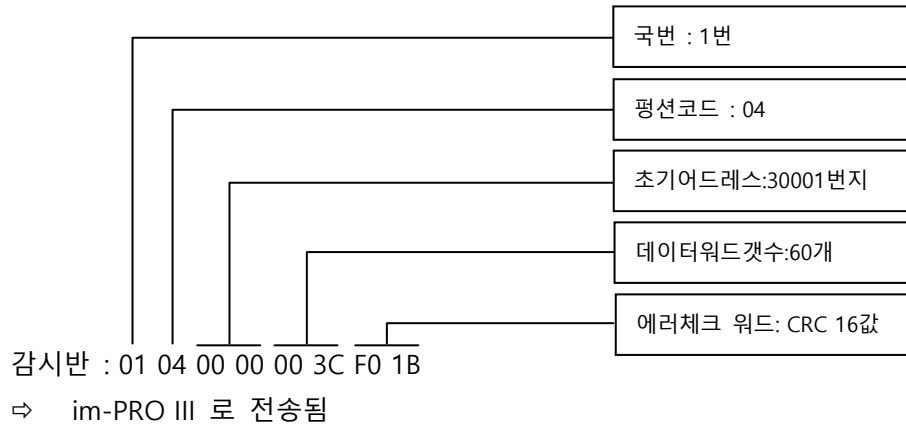 국번 : 1번
펑션코드 : 04
초기어드레스:30001번지
데이터워드갯수:60개
에러체크 워드: CRC 16값
감시반 : 01 04 00 00 00 3C F0 1B
⇨ im-PRO III 로 전송됨